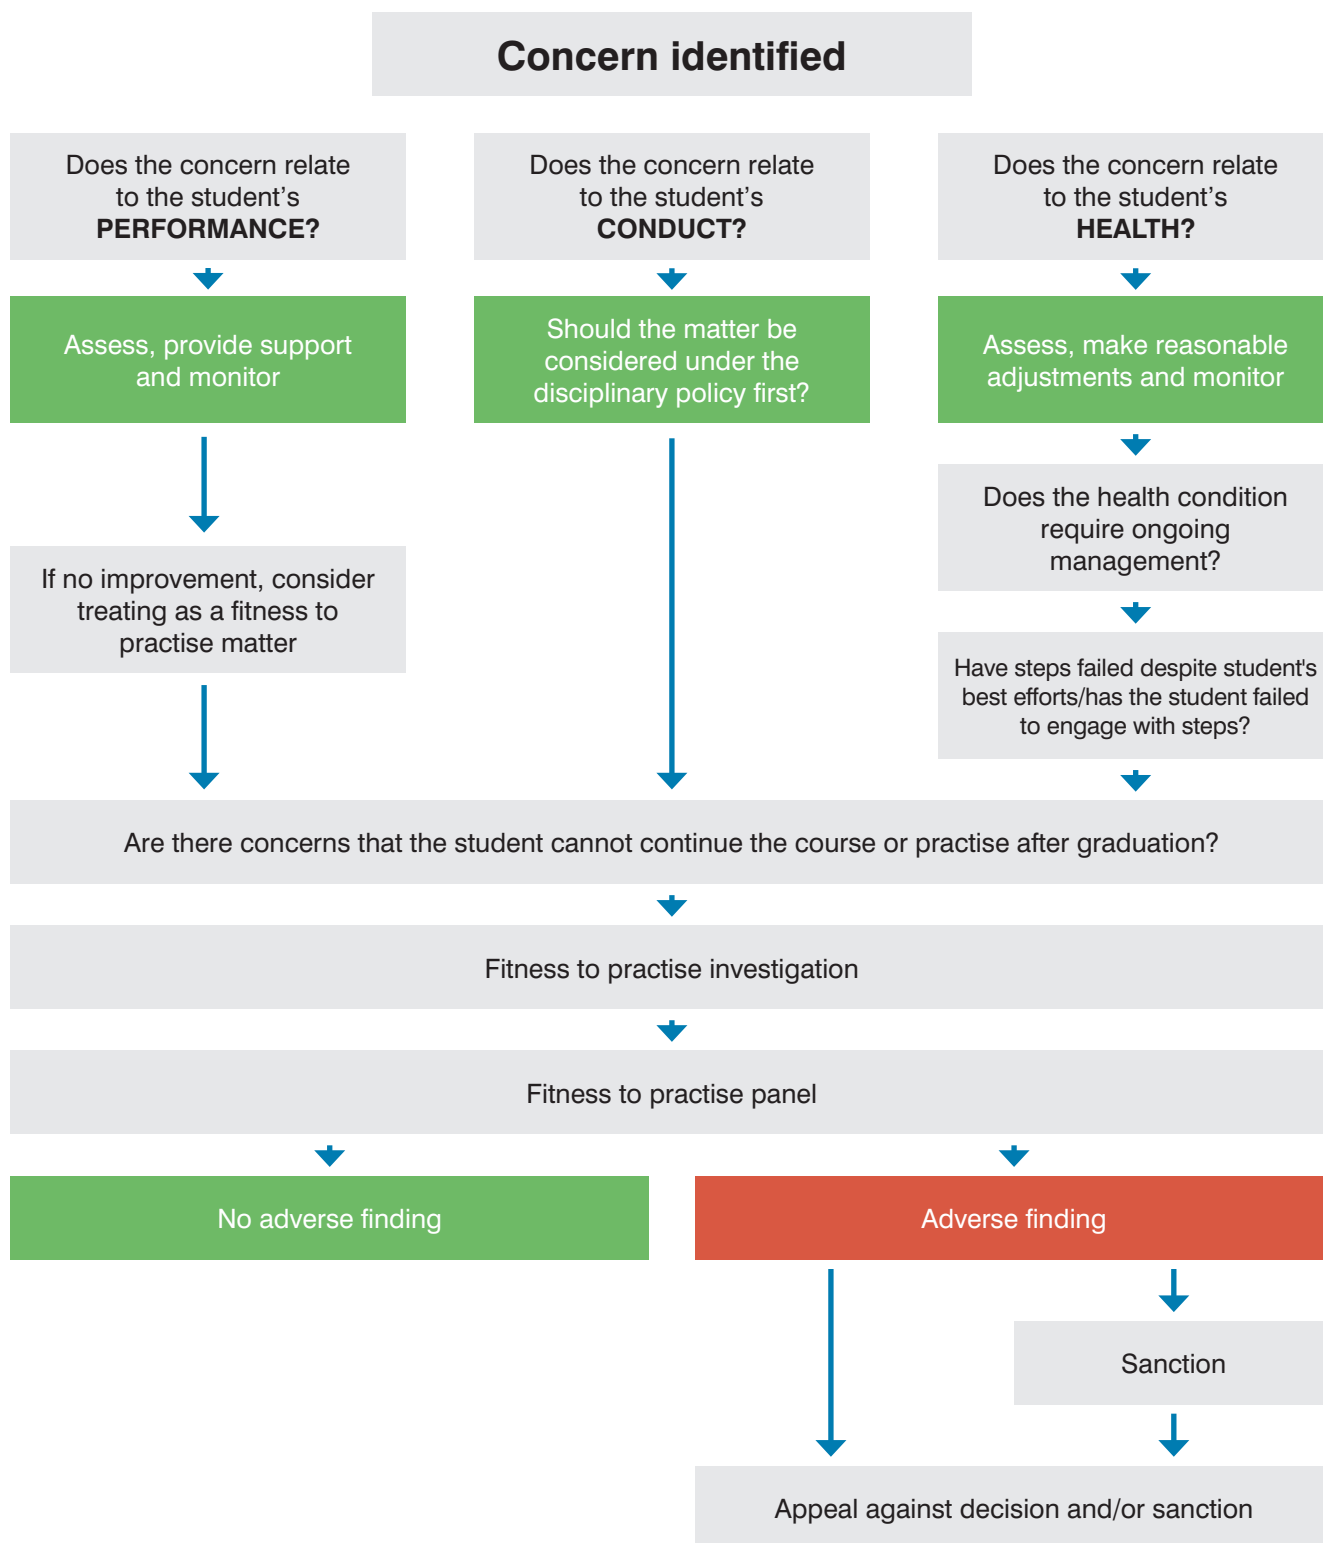 Concern identified
Does the concern relate
to the student’s
PERFORMANCE?
Does the concern relate
to the student’s
CONDUCT?
Does the concern relate
to the student’s
HEALTH?
Assess, provide support
and monitor
Should the matter be
considered under the
disciplinary policy first?
Assess, make reasonable
adjustments and monitor
Does the health condition
require ongoing
management?
If no improvement, consider
treating as a fitness to
practise matter
Have steps failed despite student's
best efforts/has the student failed
to engage with steps?
Are there concerns that the student cannot continue the course or practise after graduation?
Fitness to practise investigation
Fitness to practise panel
No adverse finding
Adverse finding
Sanction
Appeal against decision and/or sanction